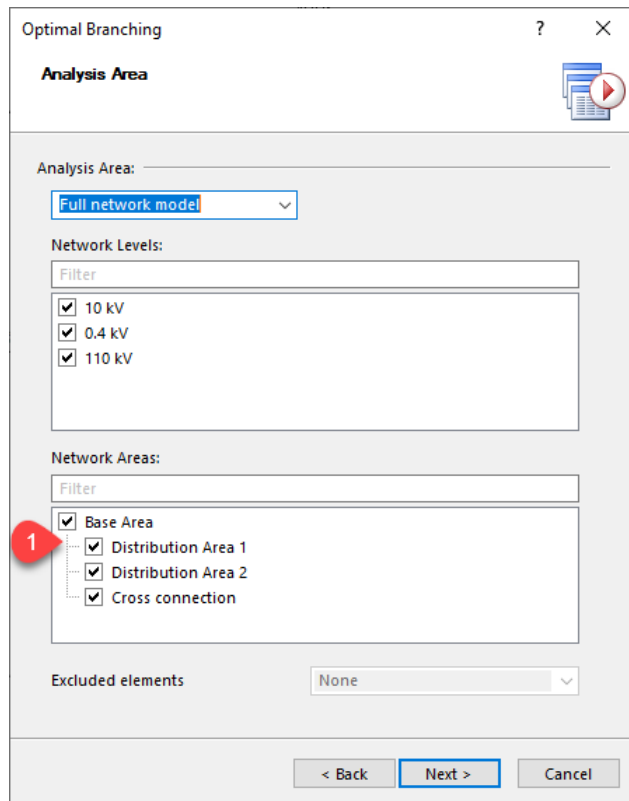 Optimal Branching
?
Analysis Area
Analysis Area:
Full network model
Network Levels:
Filter
10 kV
0.4 kV
110 kV
Network Areas:
Filter
Base Area
1
Distribution Area 1
Distribution Area 2
Cross connection
Excluded elements
None
< Back
Next >
Cancel